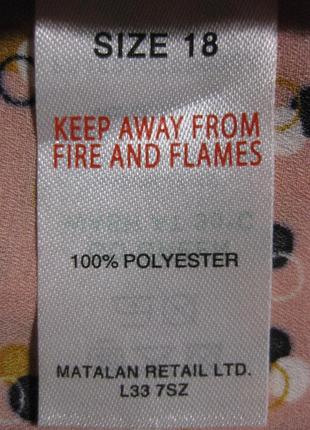 SIZE 18
KEEP AWAY FROM
FIRE AND FLAMES
100% POLYESTER
MATALAN RETAIL LTD.
L33 7SZ